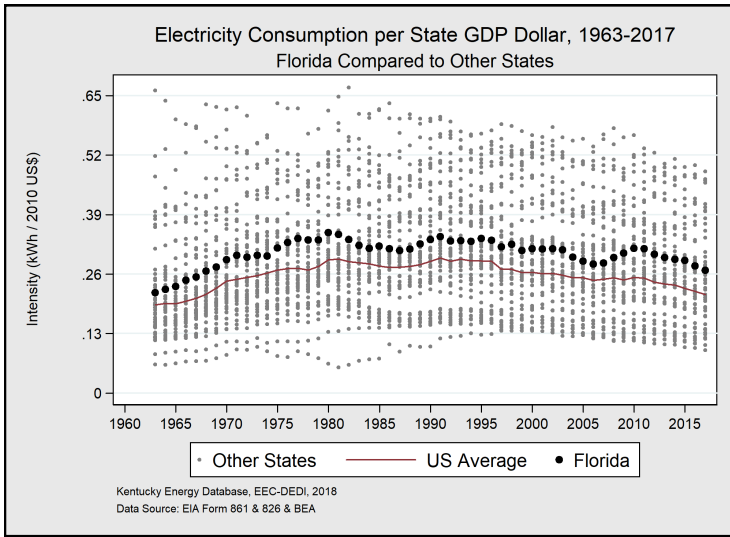 Electricity Consumption per State GDP Dollar, 1963-2017
Florida Compared to Other States
Intensity (kWh / 2010 US$)
.65
.52
.39
.26
.13
0
1960 1965 1970 1975 1980 1985 1990 1995 2000 2005 2010 2015
Other States US Average Florida
Kentucky Energy Database, EEC-DEDI, 2018
Data Source: EIA Form 861 & 826 & BEA